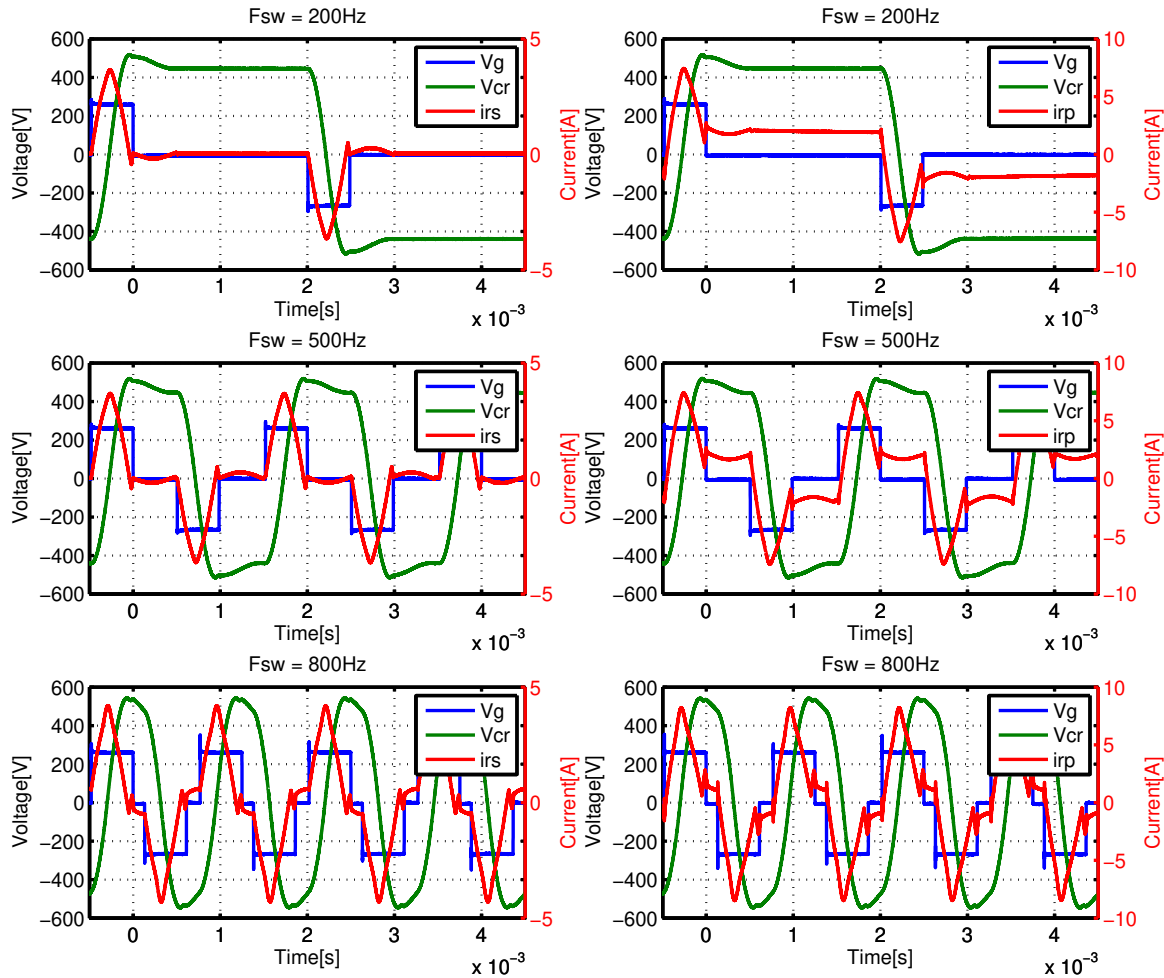 Fsw = 200Hz
600
400
200
0
−200
−400
−600
Voltage[V]
5
0
−5
Current[A]
Vg
Vcr
irs
0 1 2 3 4
Time[s]
x 10⁻³
Fsw = 200Hz
600
400
200
0
−200
−400
−600
Voltage[V]
10
5
0
−5
−10
Current[A]
Vg
Vcr
irp
0 1 2 3 4
Time[s]
x 10⁻³
Fsw = 500Hz
600
400
200
0
−200
−400
−600
Voltage[V]
5
0
−5
Current[A]
Vg
Vcr
irs
0 1 2 3 4
Time[s]
x 10⁻³
Fsw = 500Hz
600
400
200
0
−200
−400
−600
Voltage[V]
10
5
0
−5
−10
Current[A]
Vg
Vcr
irp
0 1 2 3 4
Time[s]
x 10⁻³
Fsw = 800Hz
600
400
200
0
−200
−400
−600
Voltage[V]
5
0
−5
Current[A]
Vg
Vcr
irs
0 1 2 3 4
Time[s]
x 10⁻³
Fsw = 800Hz
600
400
200
0
−200
−400
−600
Voltage[V]
10
5
0
−5
−10
Current[A]
Vg
Vcr
irp
0 1 2 3 4
Time[s]
x 10⁻³